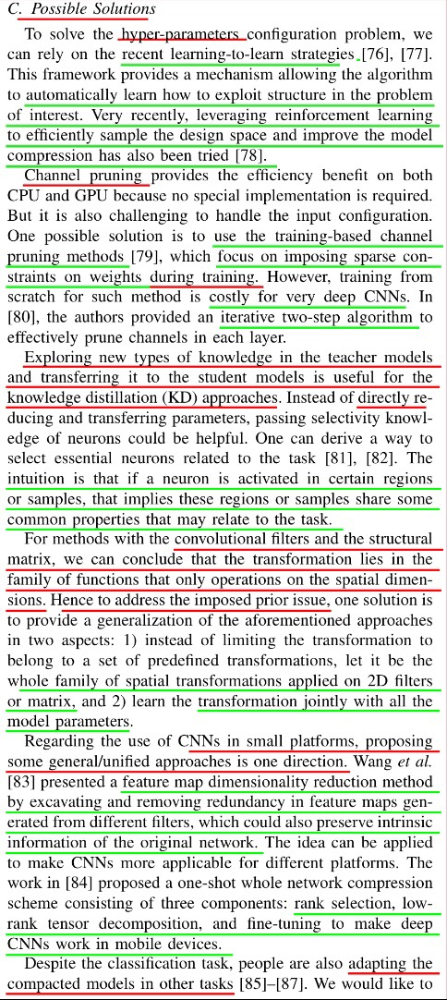 C. Possible Solutions
To solve the hyper-parameters configuration problem, we
can rely on the recent learning-to-learn strategies [76], [77].
This framework provides a mechanism allowing the algorithm
to automatically learn how to exploit structure in the problem
of interest. Very recently, leveraging reinforcement learning
to efficiently sample the design space and improve the model
compression has also been tried [78].
Channel pruning provides the efficiency benefit on both
CPU and GPU because no special implementation is required.
But it is also challenging to handle the input configuration.
One possible solution is to use the training-based channel
pruning methods [79], which focus on imposing sparse con-
straints on weights during training. However, training from
scratch for such method is costly for very deep CNNs. In
[80], the authors provided an iterative two-step algorithm to
effectively prune channels in each layer.
Exploring new types of knowledge in the teacher models
and transferring it to the student models is useful for the
knowledge distillation (KD) approaches. Instead of directly re-
ducing and transferring parameters, passing selectivity knowl-
edge of neurons could be helpful. One can derive a way to
select essential neurons related to the task [81], [82]. The
intuition is that if a neuron is activated in certain regions
or samples, that implies these regions or samples share some
common properties that may relate to the task.
For methods with the convolutional filters and the structural
matrix, we can conclude that the transformation lies in the
family of functions that only operations on the spatial dimen-
sions. Hence to address the imposed prior issue, one solution is
to provide a generalization of the aforementioned approaches
in two aspects: 1) instead of limiting the transformation to
belong to a set of predefined transformations, let it be the
whole family of spatial transformations applied on 2D filters
or matrix, and 2) learn the transformation jointly with all the
model parameters.
Regarding the use of CNNs in small platforms, proposing
some general/unified approaches is one direction. Wang et al.
[83] presented a feature map dimensionality reduction method
by excavating and removing redundancy in feature maps gen-
erated from different filters, which could also preserve intrinsic
information of the original network. The idea can be applied
to make CNNs more applicable for different platforms. The
work in [84] proposed a one-shot whole network compression
scheme consisting of three components: rank selection, low-
rank tensor decomposition, and fine-tuning to make deep
CNNs work in mobile devices.
Despite the classification task, people are also adapting the
compacted models in other tasks [85]–[87]. We would like to